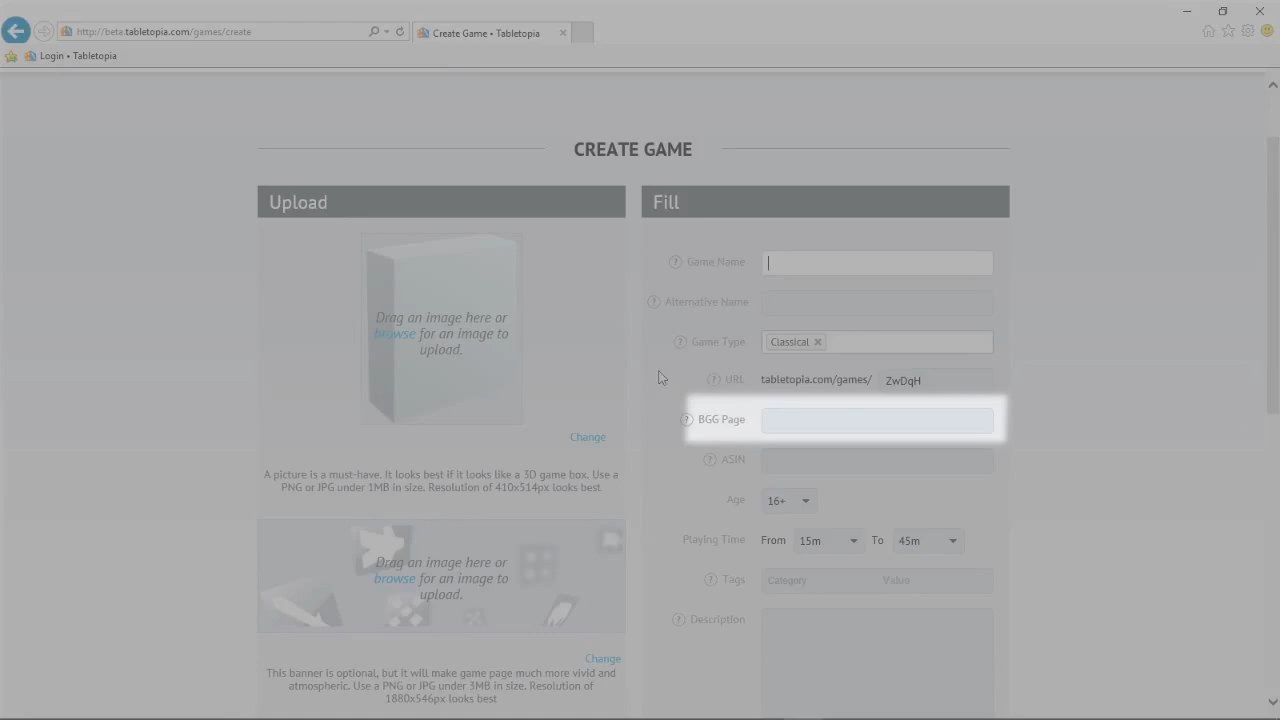 http://beta.tabletopia.com/games/create
Create Game • Tabletopia
Login • Tabletopia
CREATE GAME
Upload
Drag an image here or
browse for an image to
upload.
Change
A picture is a must-have. It looks best if it looks like a 3D game box. Use a
PNG or JPG under 1MB in size. Resolution of 410x514px looks best
Drag an image here or
browse for an image to
upload.
Change
This banner is optional, but it will make game page much more vivid and
atmospheric. Use a PNG or JPG under 3MB in size. Resolution of
1880x546px looks best
Fill
? Game Name
? Alternative Name
? Game Type Classical ×
? URL tabletopia.com/games/ ZwDqH
? BGG Page
? ASIN
Age 16+
Playing Time From 15m To 45m
? Tags Category Value
? Description